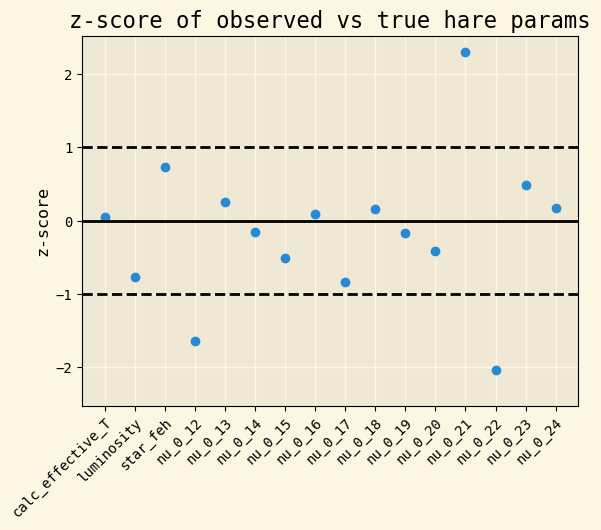 z-score of observed vs true hare params
z-score
2
1
0
−1
−2
calc_effective_T
luminosity
star_feh
nu_0_12
nu_0_13
nu_0_14
nu_0_15
nu_0_16
nu_0_17
nu_0_18
nu_0_19
nu_0_20
nu_0_21
nu_0_22
nu_0_23
nu_0_24